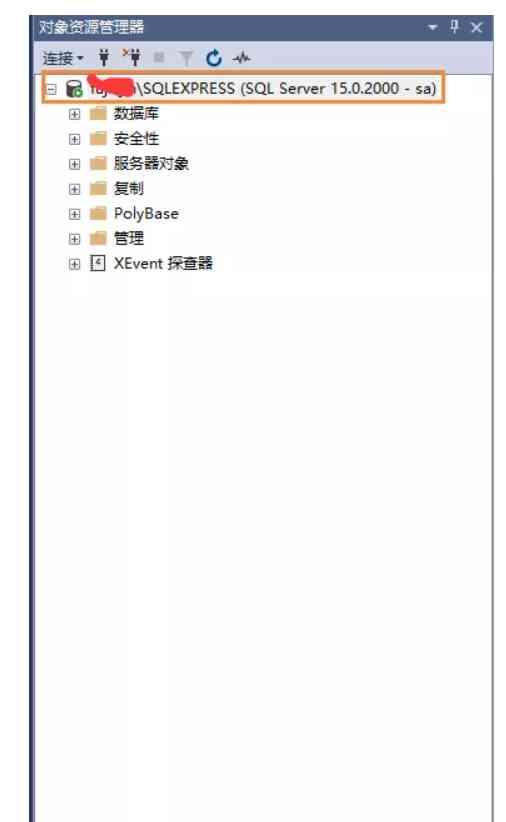 对象资源管理器
连接
\SQLEXPRESS (SQL Server 15.0.2000 - sa)
数据库
安全性
服务器对象
复制
PolyBase
管理
XEvent 探查器